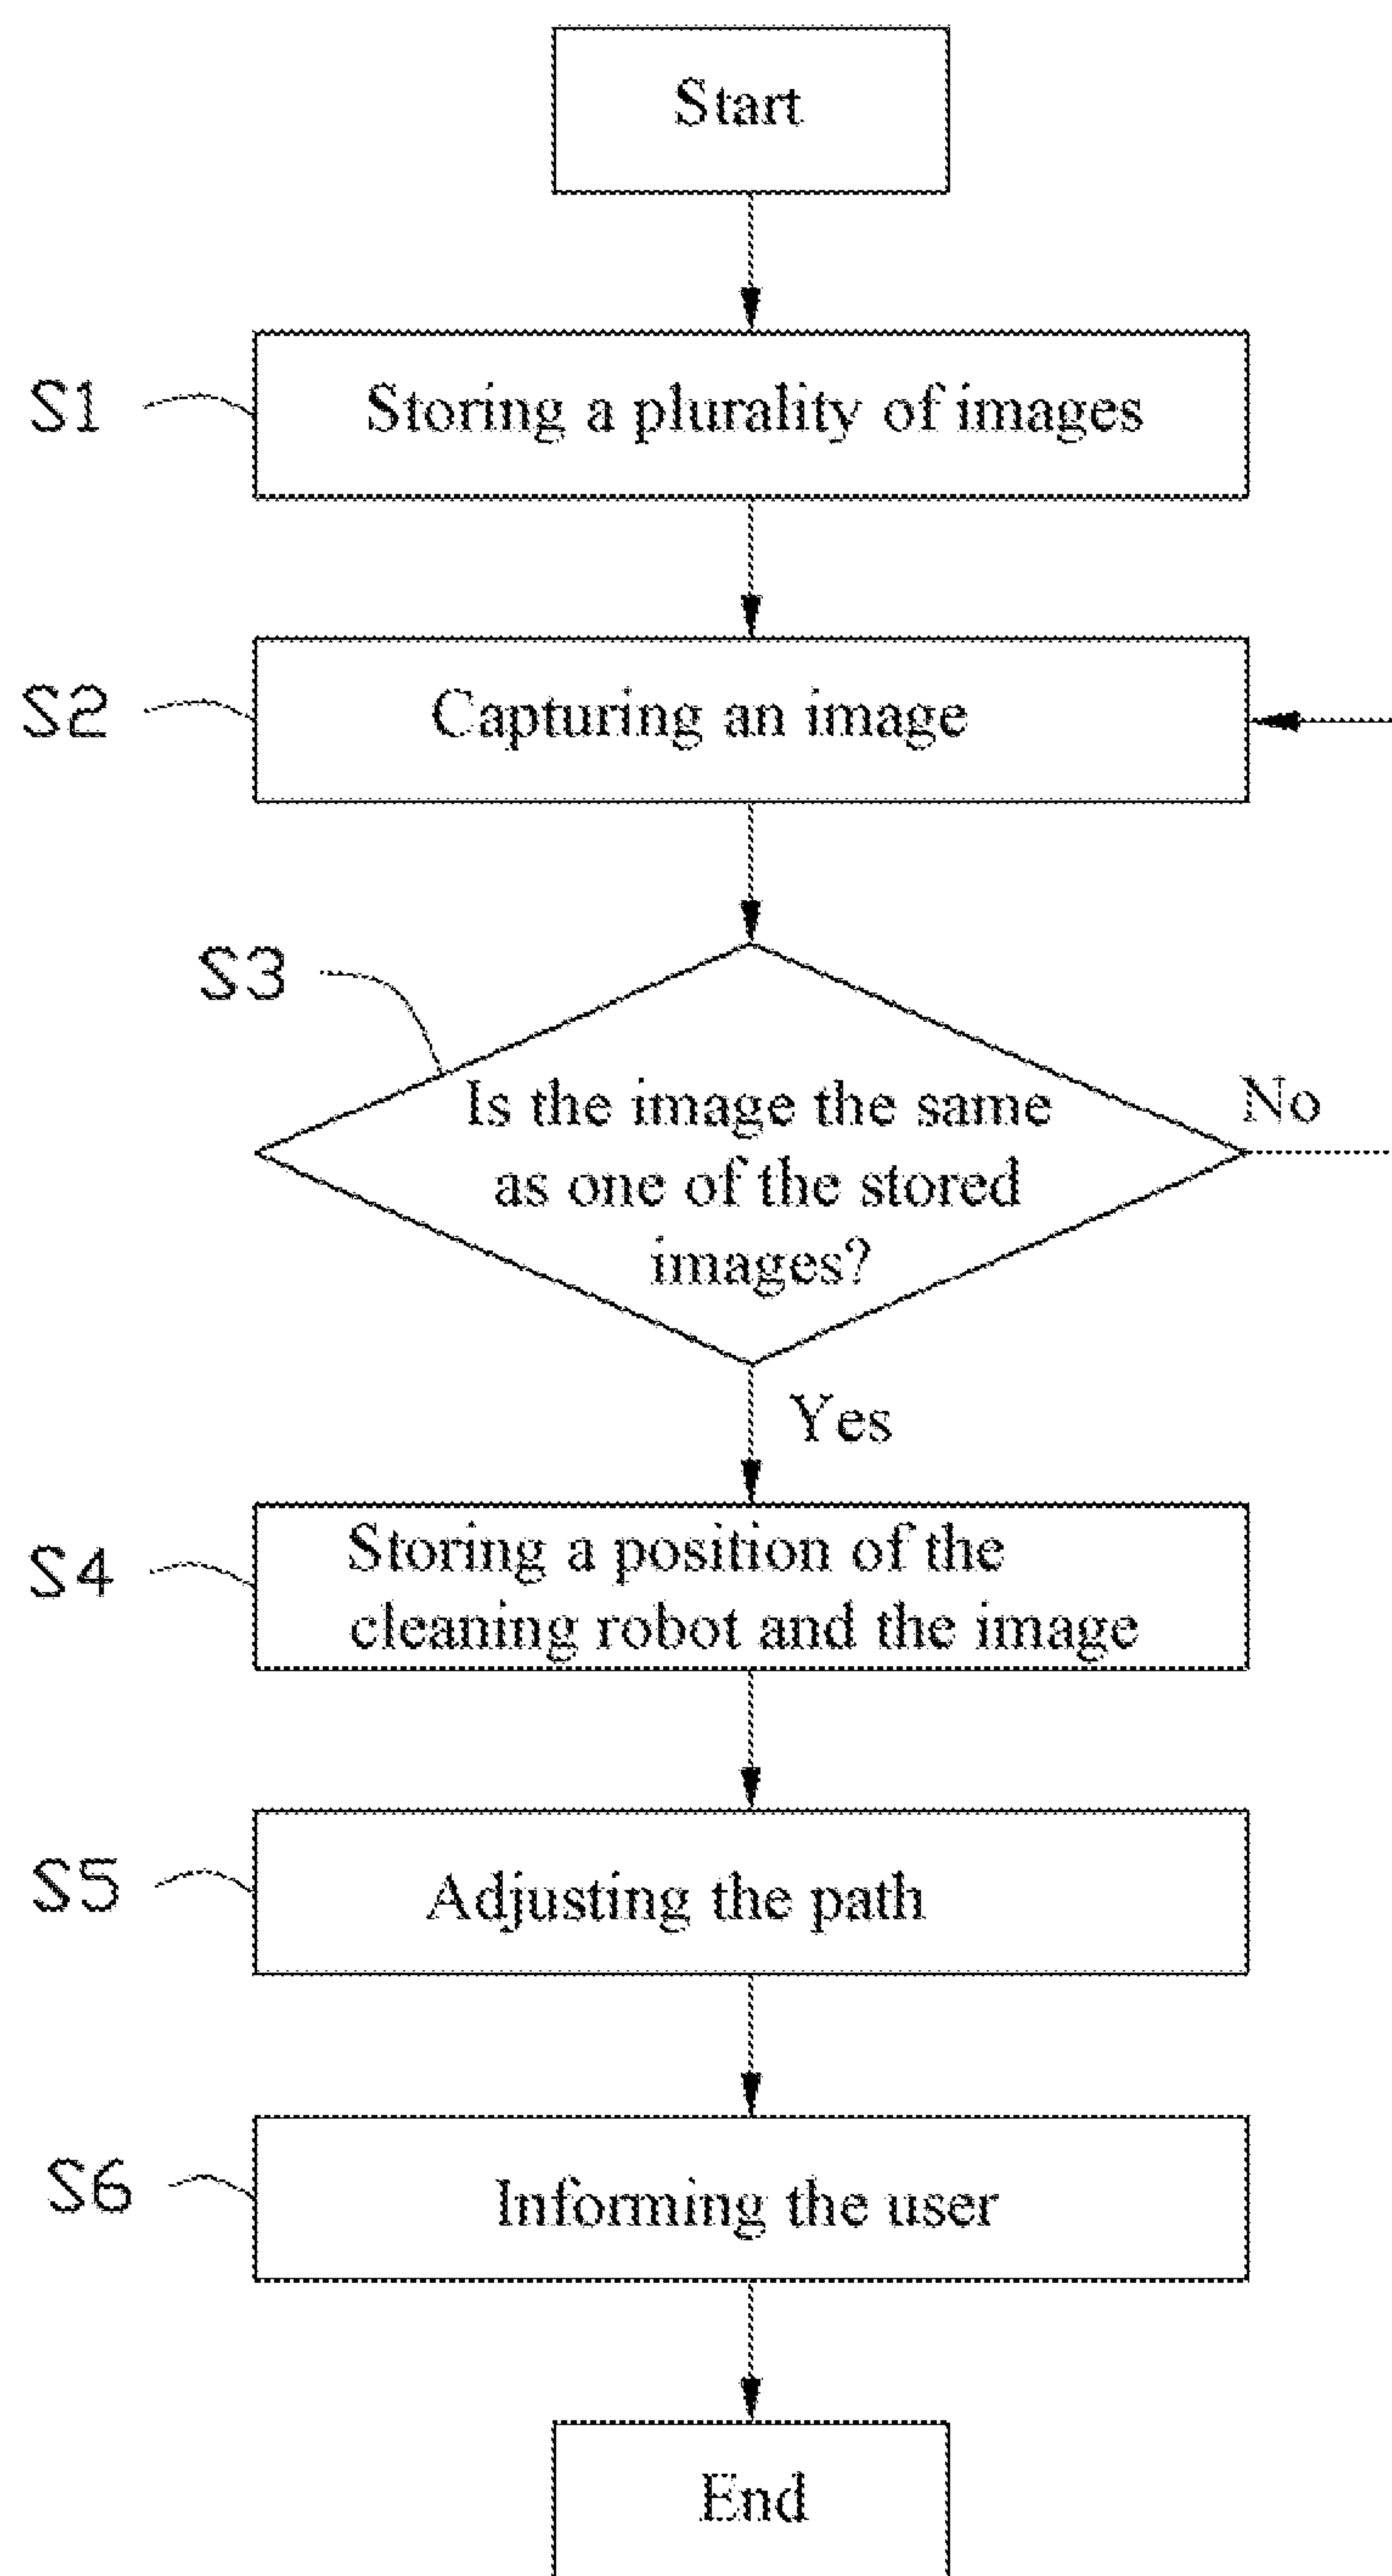 Start
S1
Storing a plurality of images
S2
Capturing an image
S3
Is the image the same
as one of the stored
images?
No
Yes
S4
Storing a position of the
cleaning robot and the image
S5
Adjusting the path
S6
Informing the user
End